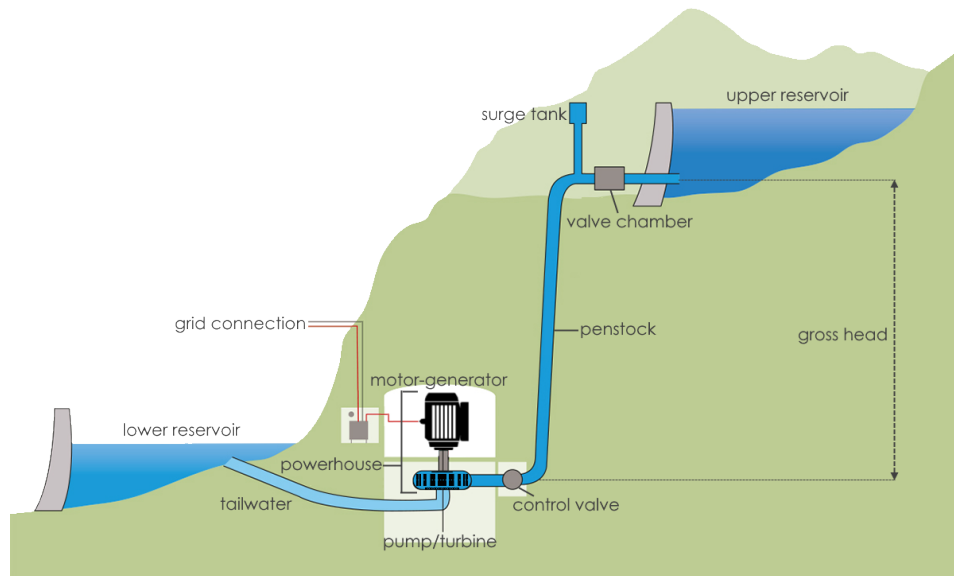 upper reservoir
surge tank
valve chamber
grid connection
penstock
gross head
motor-generator
lower reservoir
powerhouse
tailwater
control valve
pump/turbine